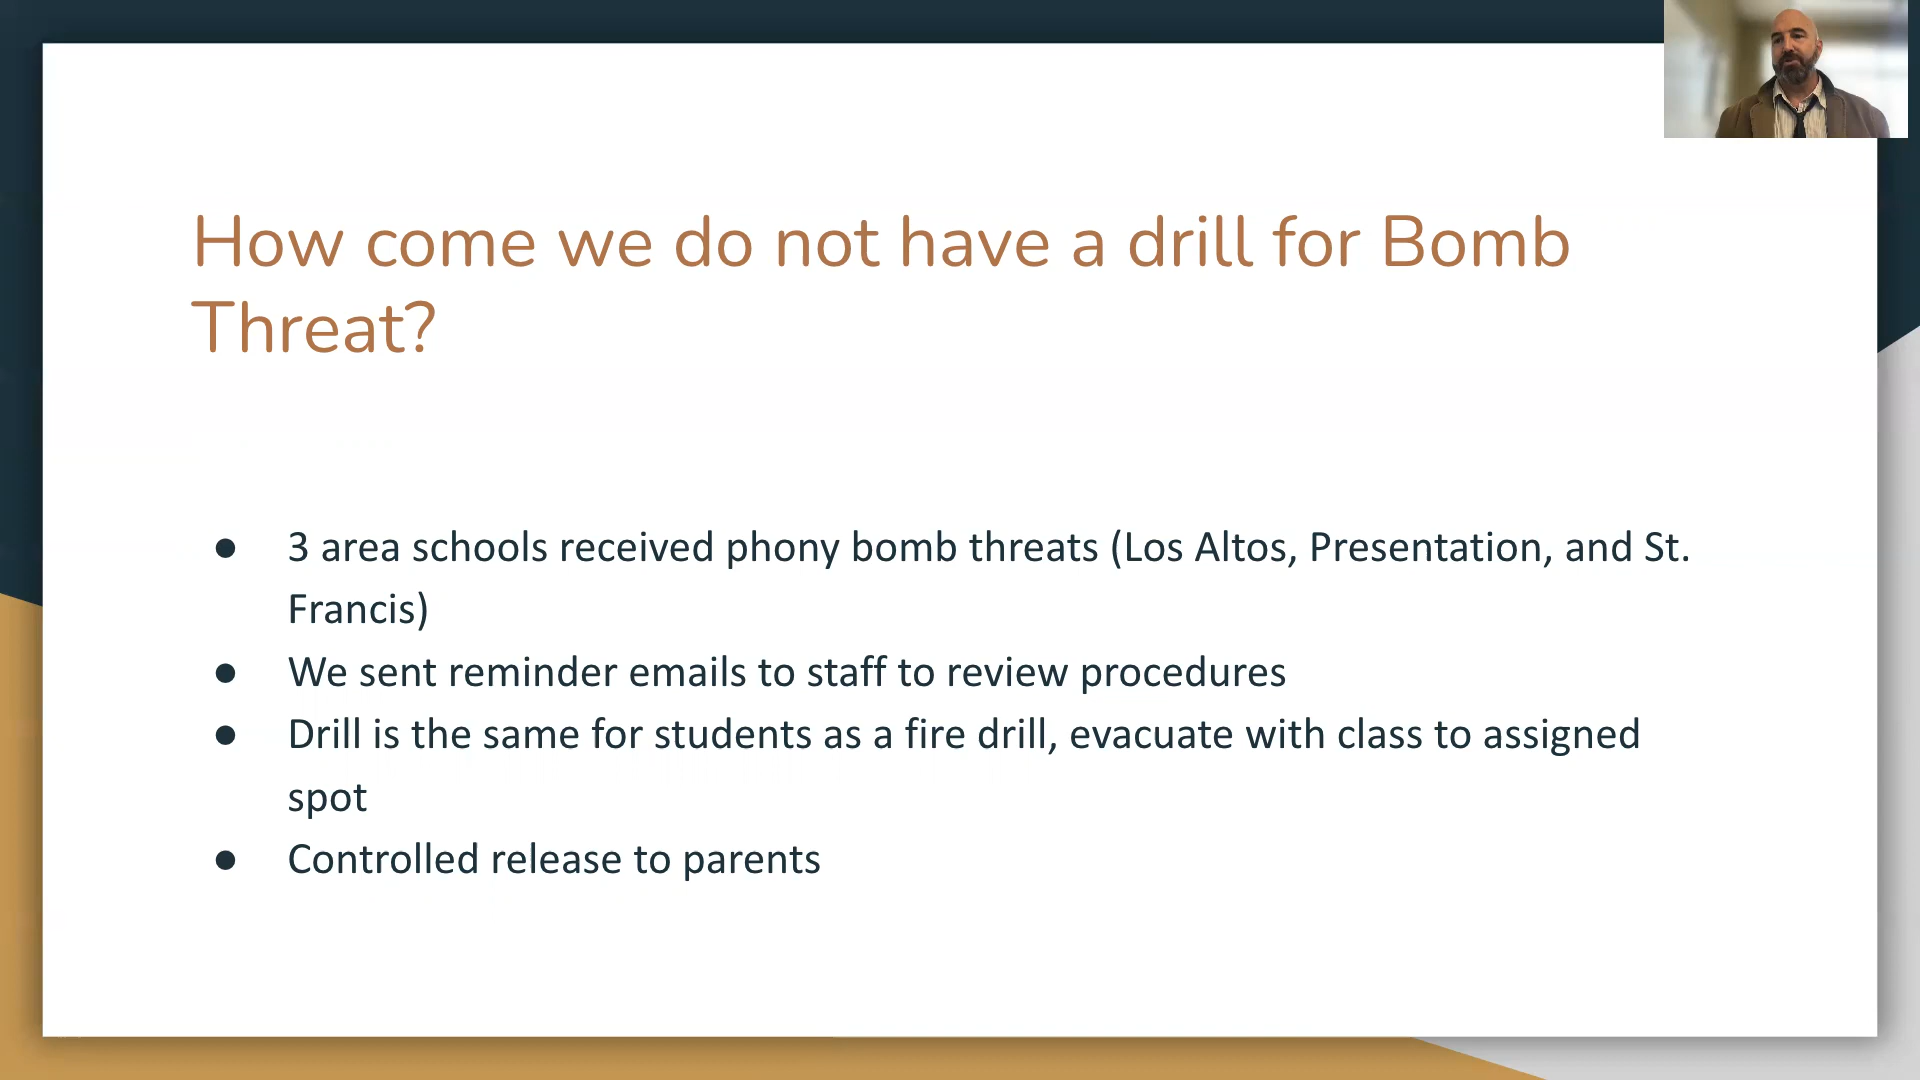 How come we do not have a drill for Bomb
Threat?
● 3 area schools received phony bomb threats (Los Altos, Presentation, and St.
Francis)
● We sent reminder emails to staff to review procedures
● Drill is the same for students as a fire drill, evacuate with class to assigned
spot
● Controlled release to parents